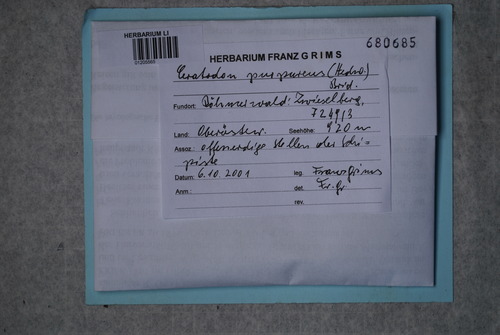 HERBARIUM LI
680685
HERBARIUM FRANZ GRIMS
Ceratodon purpureus (Hedw.)
Brid.
Fundort: Böhmerwald: Zwieselberg,
7249/3
Land: Oberösterr. Seehöhe: 920 m
Assoz.: offenerdige Stellen der Schi-
piste
Datum: 6.10.2001 leg. Franz Grims
Anm.: det. Fr. Gr
rev.